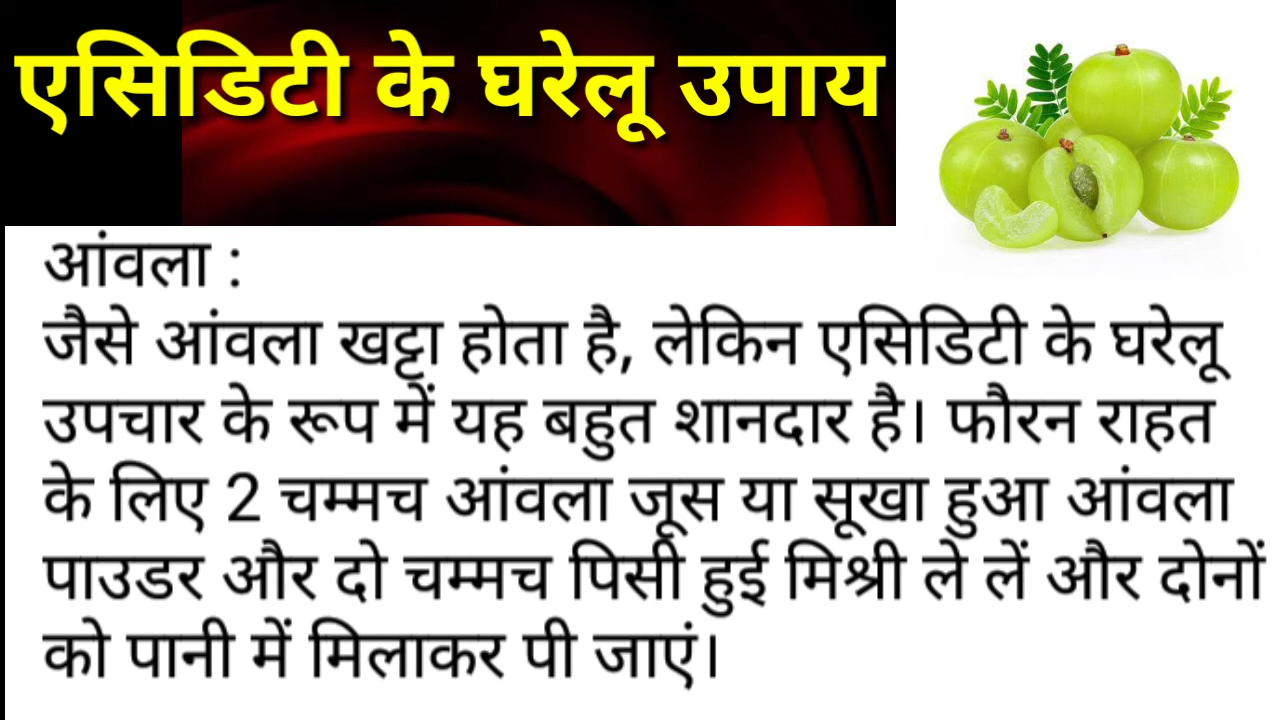 एसिडिटी के घरेलू उपाय
आंवला :
जैसे आंवला खट्टा होता है, लेकिन एसिडिटी के घरेलू
उपचार के रूप में यह बहुत शानदार है। फौरन राहत
के लिए 2 चम्मच आंवला जूस या सूखा हुआ आंवला
पाउडर और दो चम्मच पिसी हुई मिश्री ले लें और दोनों
को पानी में मिलाकर पी जाएं।